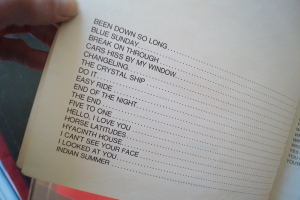 BEEN DOWN SO LONG
BLUE SUNDAY
BREAK ON THROUGH
CARS HISS BY MY WINDOW
CHANGELING
THE CRYSTAL SHIP
DO IT
EASY RIDE
END OF THE NIGHT
THE END
FIVE TO ONE
HELLO, I LOVE YOU
HORSE LATITUDES
HYACINTH HOUSE
I CAN'T SEE YOUR FACE
I LOOKED AT YOU
INDIAN SUMMER